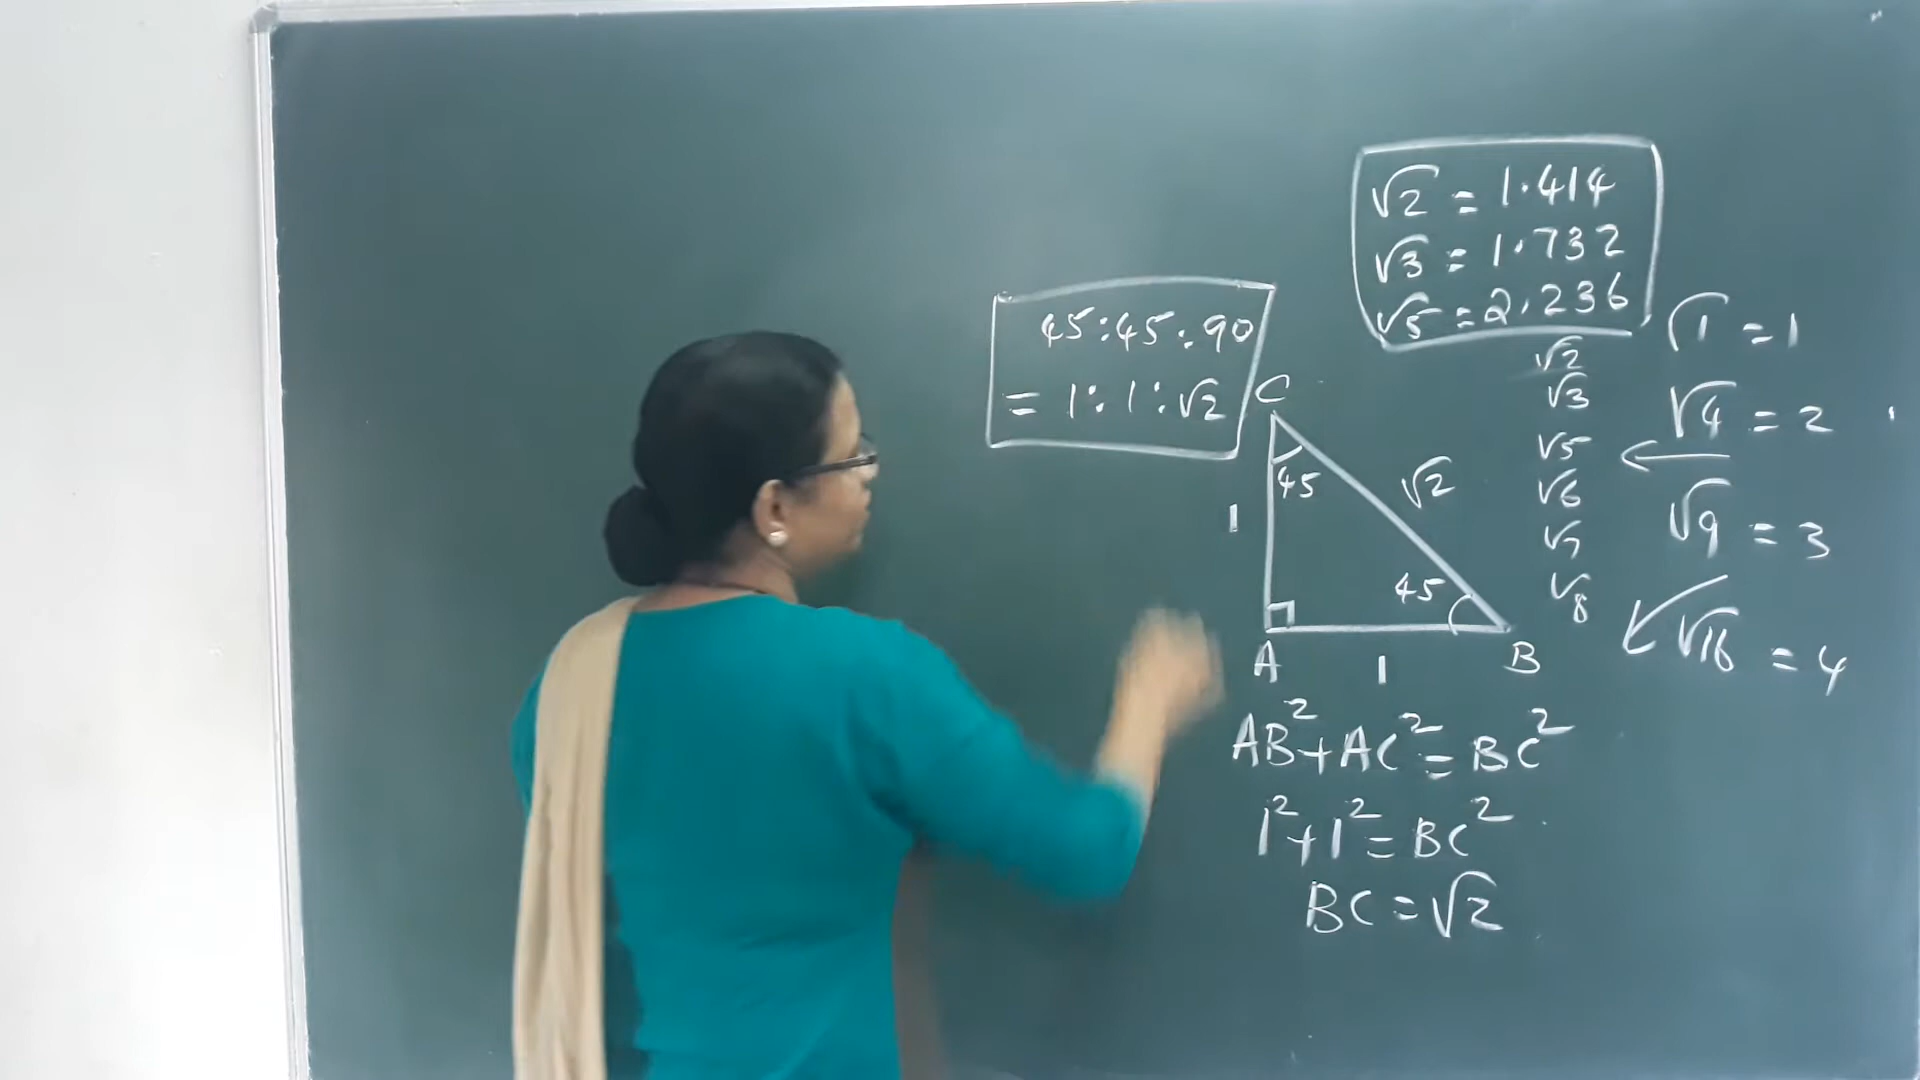 √2 = 1.414
√3 = 1.732
√5 = 2.236
45:45:90
= 1:1:√2
C
45
√2
1
45
A
1
B
AB²+AC²=BC²
1²+1²=BC²
BC=√2
√2
√3
√5
√6
√7
√8
√1 = 1
√4 = 2
√9 = 3
√16 = 4